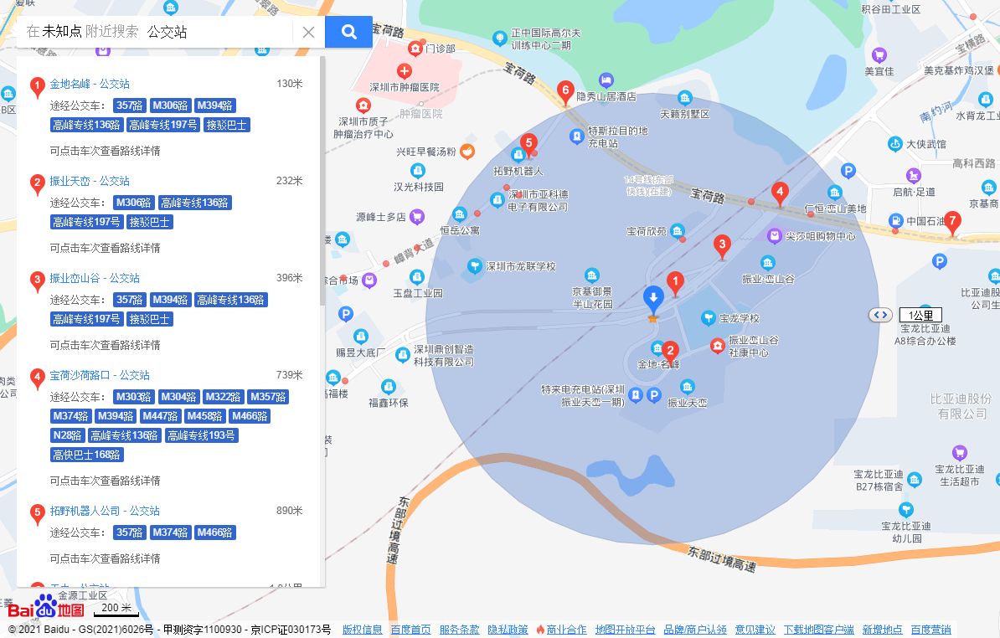 爱联
在 未知点 附近搜索 公交站
1
金地名峰 - 公交站
130米
途经公交车: 357路 M306路 M394路
高峰专线136路 高峰专线197号 接驳巴士
可点击车次查看路线详情
2
振业天峦 - 公交站
232米
途经公交车: M306路 高峰专线136路
高峰专线197号 接驳巴士
可点击车次查看路线详情
3
振业峦山谷 - 公交站
396米
途经公交车: 357路 M394路 高峰专线136路
高峰专线197号 接驳巴士
可点击车次查看路线详情
4
宝荷沙荷路口 - 公交站
739米
途经公交车: M303路 M304路 M322路 M357路
M374路 M394路 M447路 M458路 M466路
N28路 高峰专线136路 高峰专线193号
高快巴士168路
可点击车次查看路线详情
5
拓野机器人公司 - 公交站
890米
途经公交车: 357路 M374路 M466路
可点击车次查看路线详情
金源工业区
Bai du 地图
200 米
宝荷路
门诊部
深圳市肿瘤医院
肿瘤医院
深圳市质子
肿瘤治疗中心
正中国际高尔夫
训练中心二期
宝荷路
隐秀山居酒店
天籁别墅区
积谷田工业区
宝横路
美宜佳
美克基炸鸡汉堡
南约河
水背龙工业
大侠武馆
高科西路
启航·足道
京基商
6
特斯拉目的地
充电站
5
拓野机器人
兴旺早餐汤粉
汉光科技园
深圳市亚科德
电子有限公司
源峰士多店
恒岳公寓
14号线(东部
快线)(在建)
宝荷路
4
仁恒·峦山美地
中国石油
7
宝荷欣苑
3
尖莎咀购物中心
峰背大道
深圳市龙联学校
综合市场
玉盘工业园
京基御景
半山花园
1
振业·峦山谷
宝龙学校
振业峦山谷
社康中心
2
金地·名峰
赐昱大底厂
深圳鼎创智造
科技有限公司
福鑫环保
高福楼
特来电充电站(深圳
振业天峦一期)
振业天峦
1公里
比亚迪股
公司生
宝龙比亚迪
A8综合办公楼
比亚迪股份
有限公司
宝龙比亚迪
B27栋宿舍
宝龙比亚迪
生活超市
宝龙比亚迪
幼儿园
东部过境高速
东部过境高速
© 2021 Baidu - GS(2021)6026号 - 甲测资字1100930 - 京ICP证030173号 版权信息 百度首页 服务条款 隐私政策 商业合作 地图开放平台 品牌/商户认领 意见建议 下载地图客户端 新增地点 百度营销